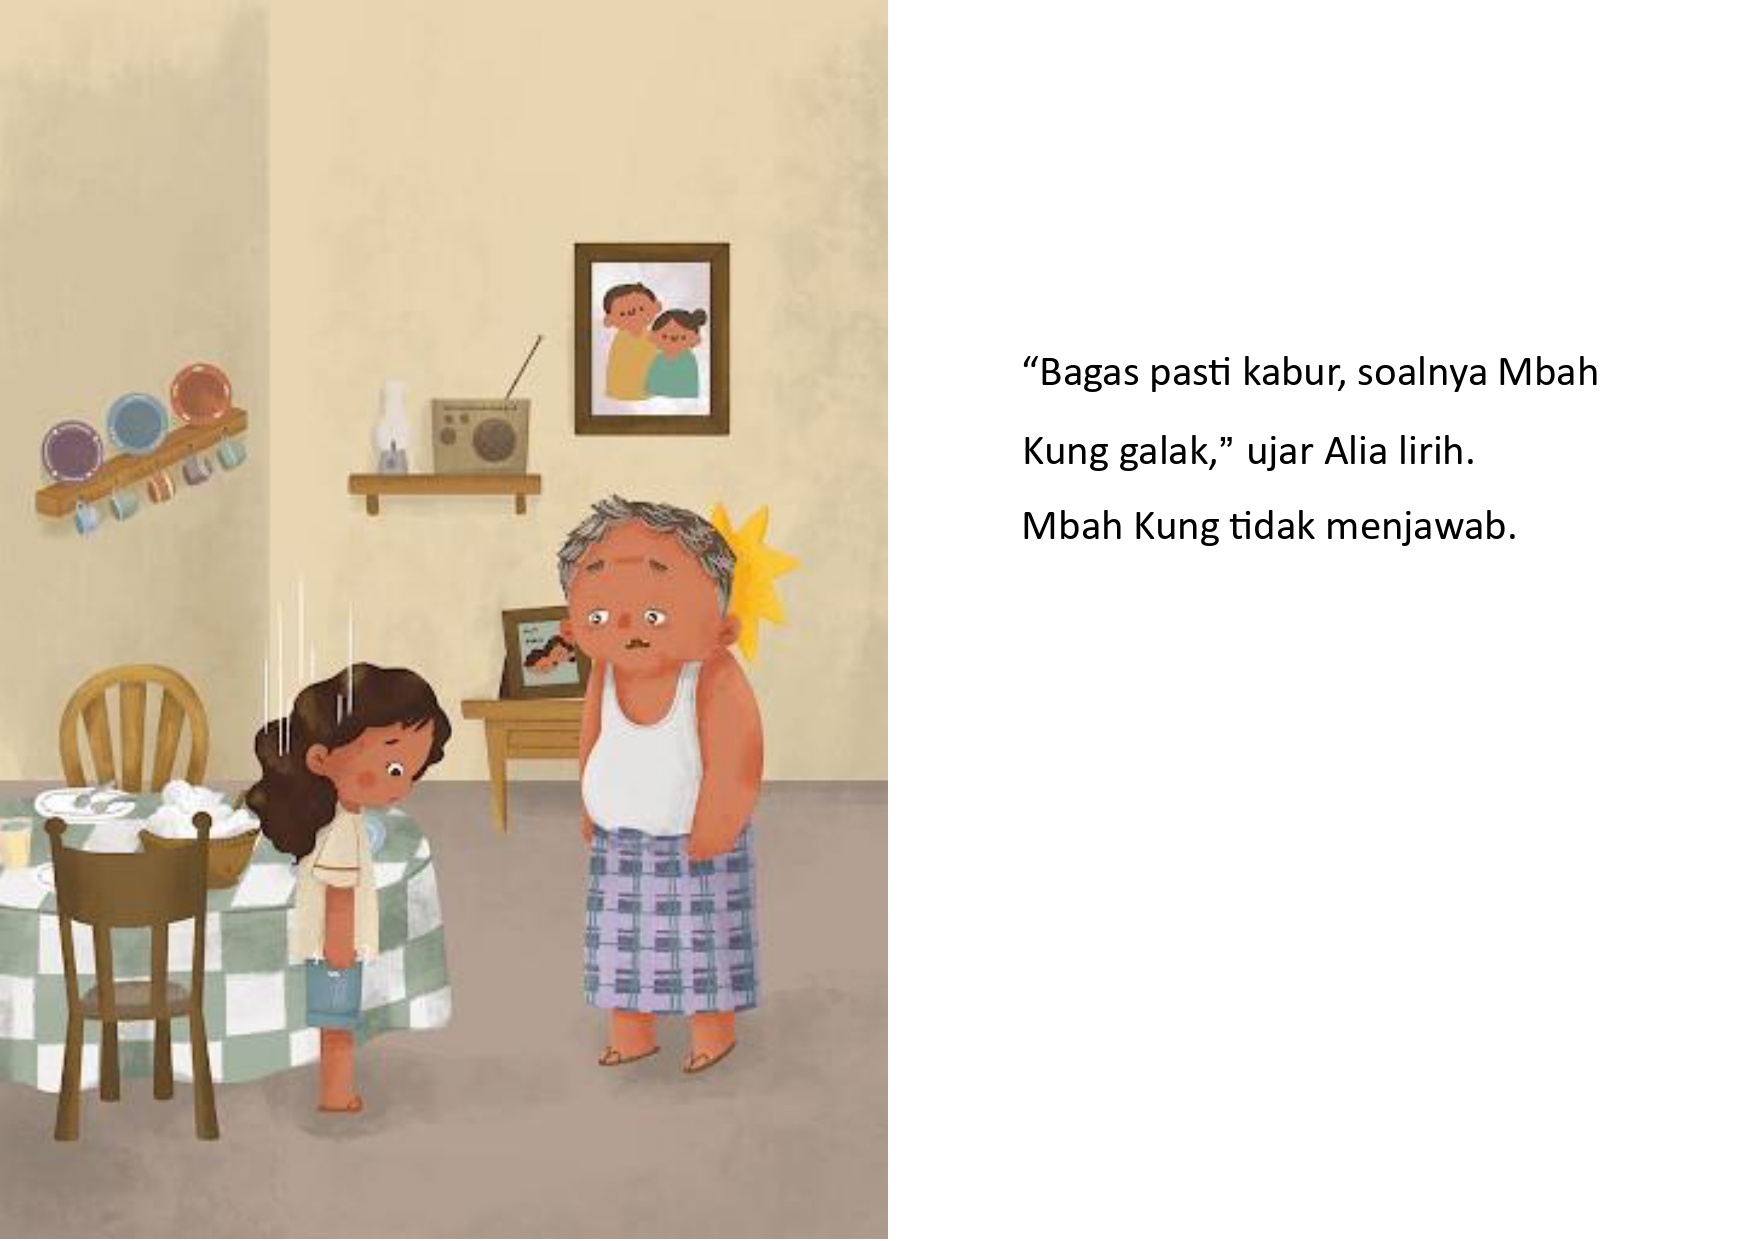 “Bagas pasti kabur, soalnya Mbah
Kung galak,” ujar Alia lirih.
Mbah Kung tidak menjawab.